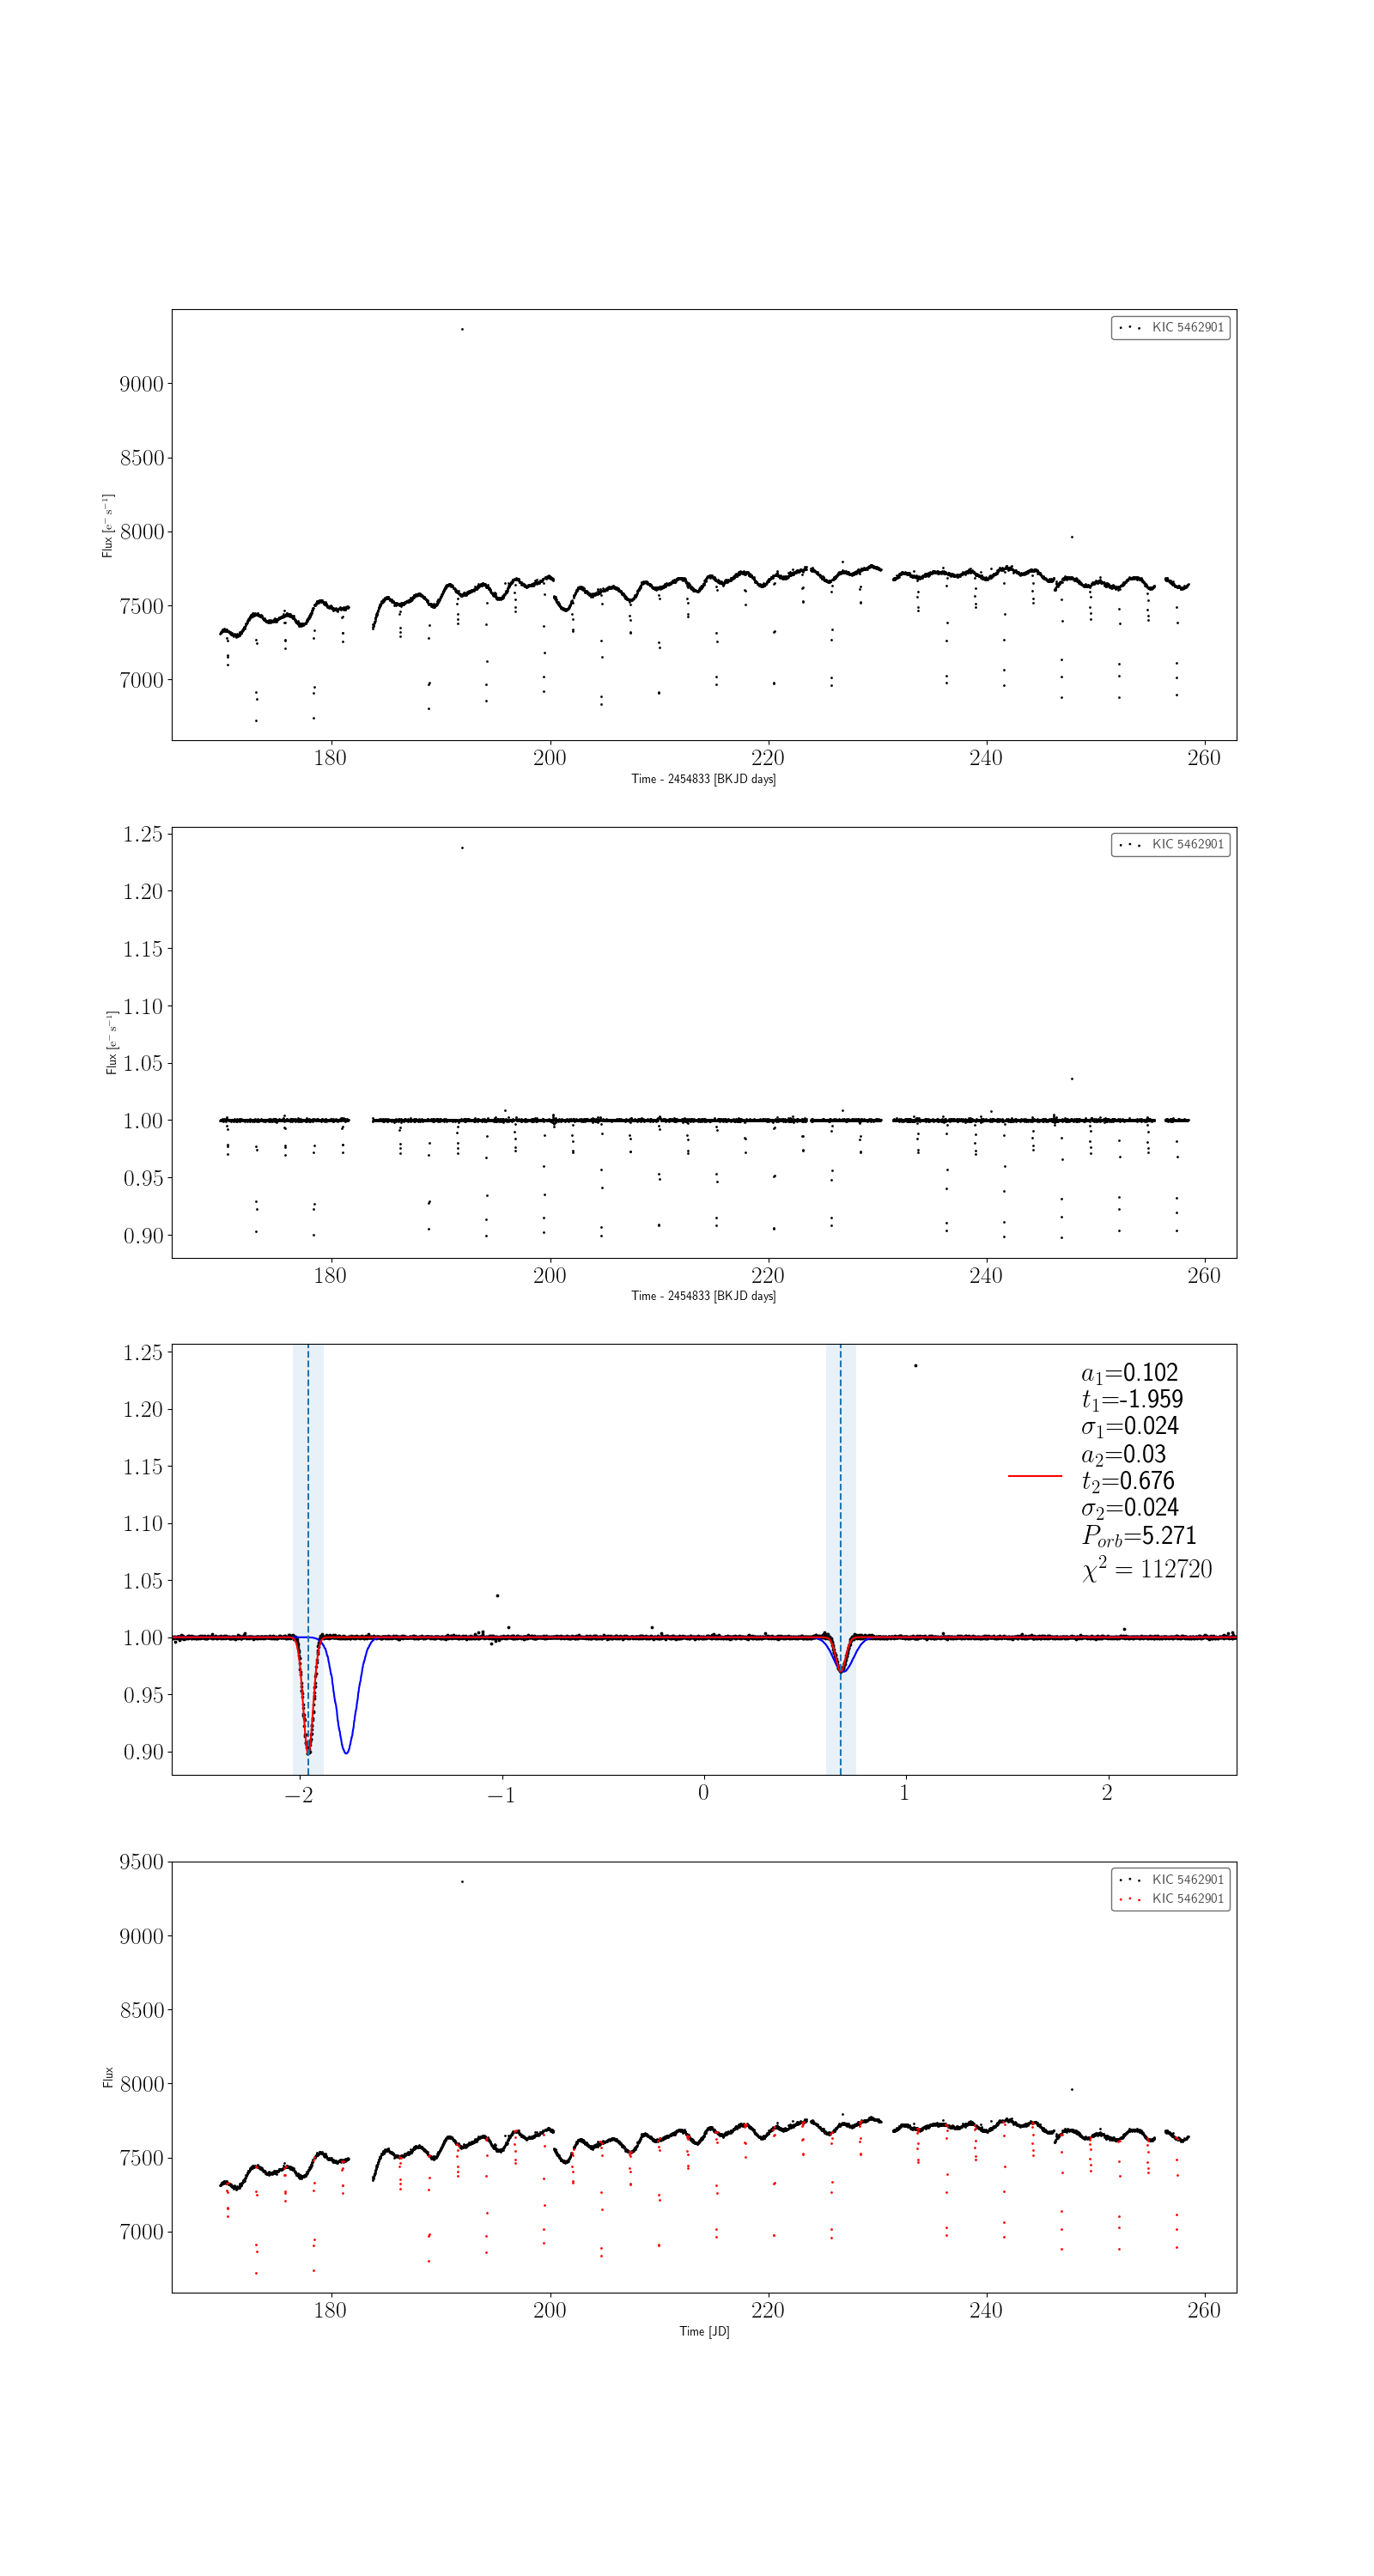 KIC 5462901
9000
8500
8000
7500
7000
Flux [e⁻ s⁻¹]
180 200 220 240 260
Time - 2454833 [BKJD days]
KIC 5462901
1.25
1.20
1.15
1.10
1.05
1.00
0.95
0.90
Flux [e⁻ s⁻¹]
180 200 220 240 260
Time - 2454833 [BKJD days]
1.25
1.20
1.15
1.10
1.05
1.00
0.95
0.90
a₁=0.102
t₁=-1.959
σ₁=0.024
a₂=0.03
t₂=0.676
σ₂=0.024
P_{orb}=5.271
χ² = 112720
−2 −1 0 1 2
KIC 5462901
KIC 5462901
9500
9000
8500
8000
7500
7000
Flux
180 200 220 240 260
Time [JD]